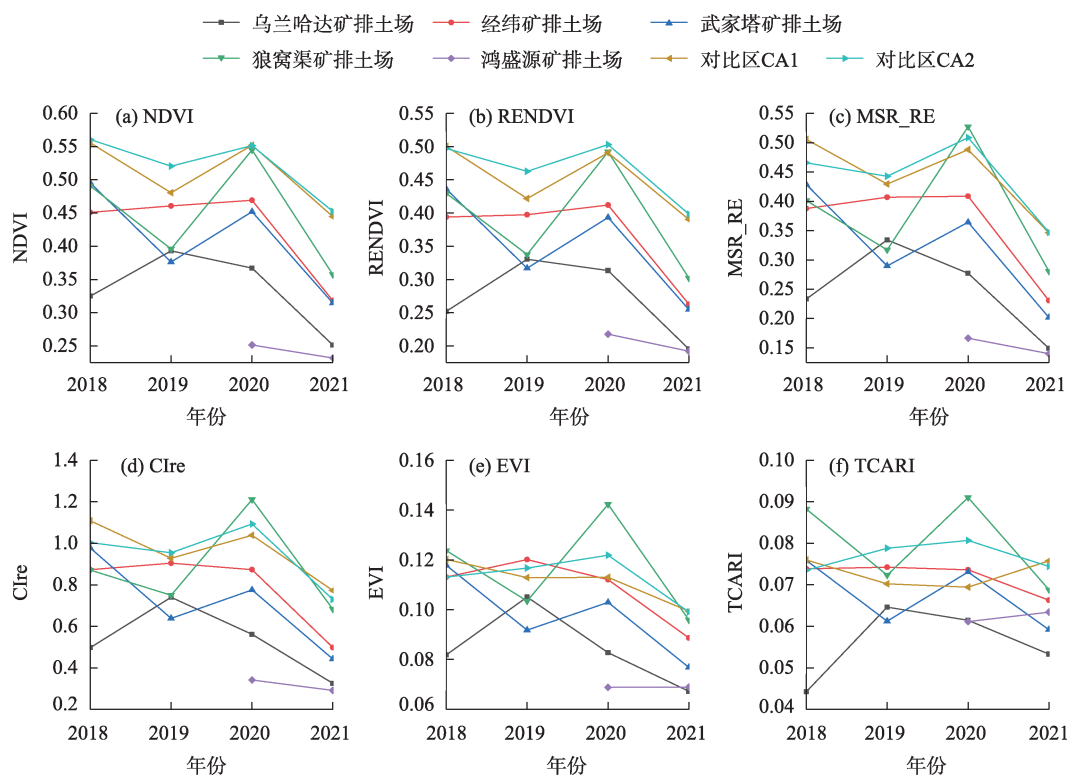 乌兰哈达矿排土场 经纬矿排土场 武家塔矿排土场
狼窝渠矿排土场 鸿盛源矿排土场 对比区CA1 对比区CA2
(a) NDVI
NDVI
0.60
0.55
0.50
0.45
0.40
0.35
0.30
0.25
2018 2019 2020 2021
年份
(b) RENDVI
RENDVI
0.55
0.50
0.45
0.40
0.35
0.30
0.25
0.20
2018 2019 2020 2021
年份
(c) MSR_RE
MSR_RE
0.55
0.50
0.45
0.40
0.35
0.30
0.25
0.20
0.15
2018 2019 2020 2021
年份
(d) CIre
CIre
1.4
1.2
1.0
0.8
0.6
0.4
0.2
2018 2019 2020 2021
年份
(e) EVI
EVI
0.16
0.14
0.12
0.10
0.08
0.06
2018 2019 2020 2021
年份
(f) TCARI
TCARI
0.10
0.09
0.08
0.07
0.06
0.05
0.04
2018 2019 2020 2021
年份